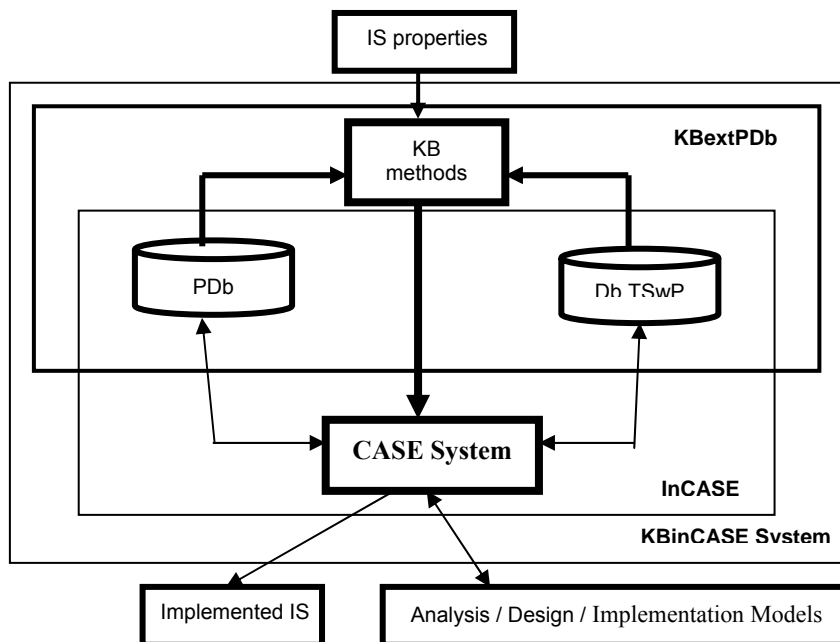 IS properties
KBextPDb
KB
methods
PDb
Db TSwP
CASE System
InCASE
KBinCASE System
Implemented IS
Analysis / Design / Implementation Models